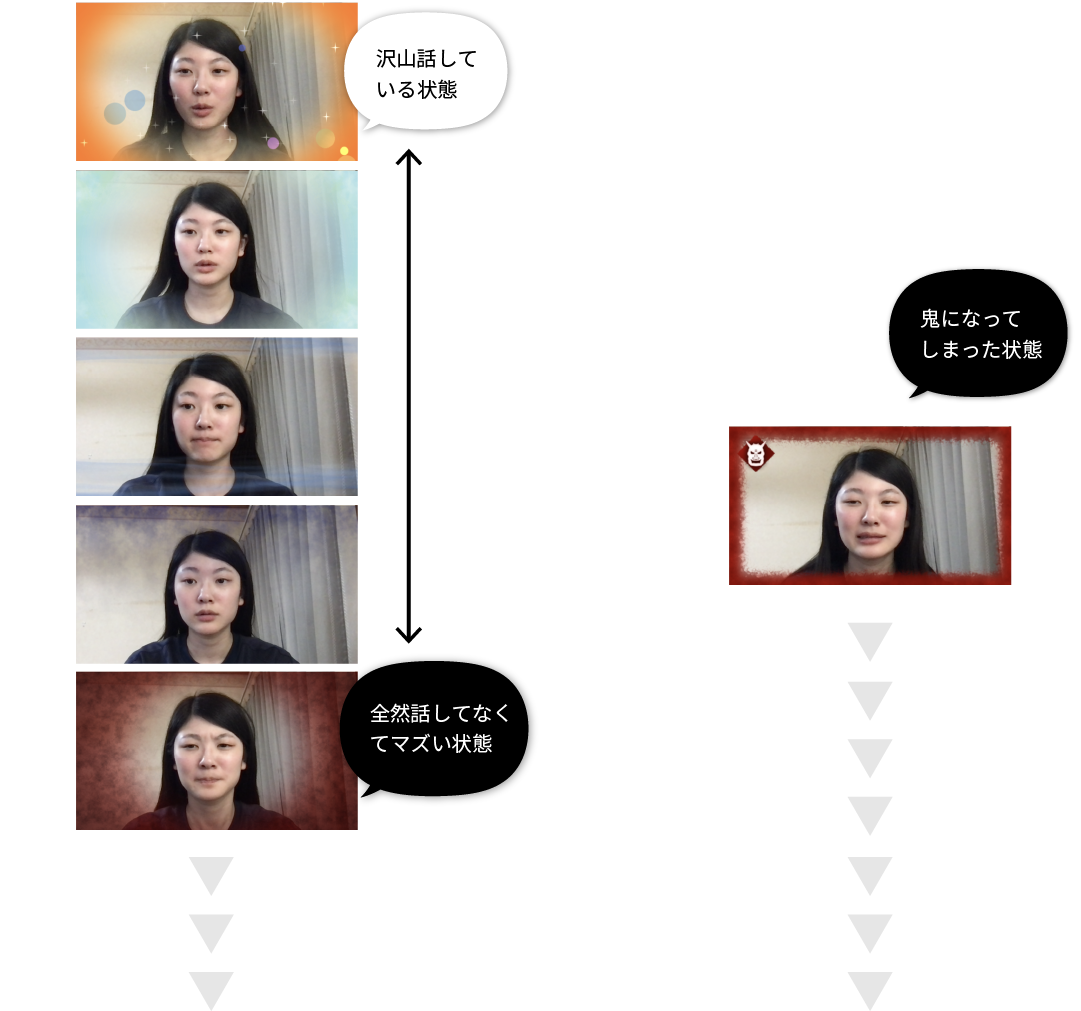 沢山話して
いる状態
鬼になって
しまった状態
全然話してなく
てマズい状態